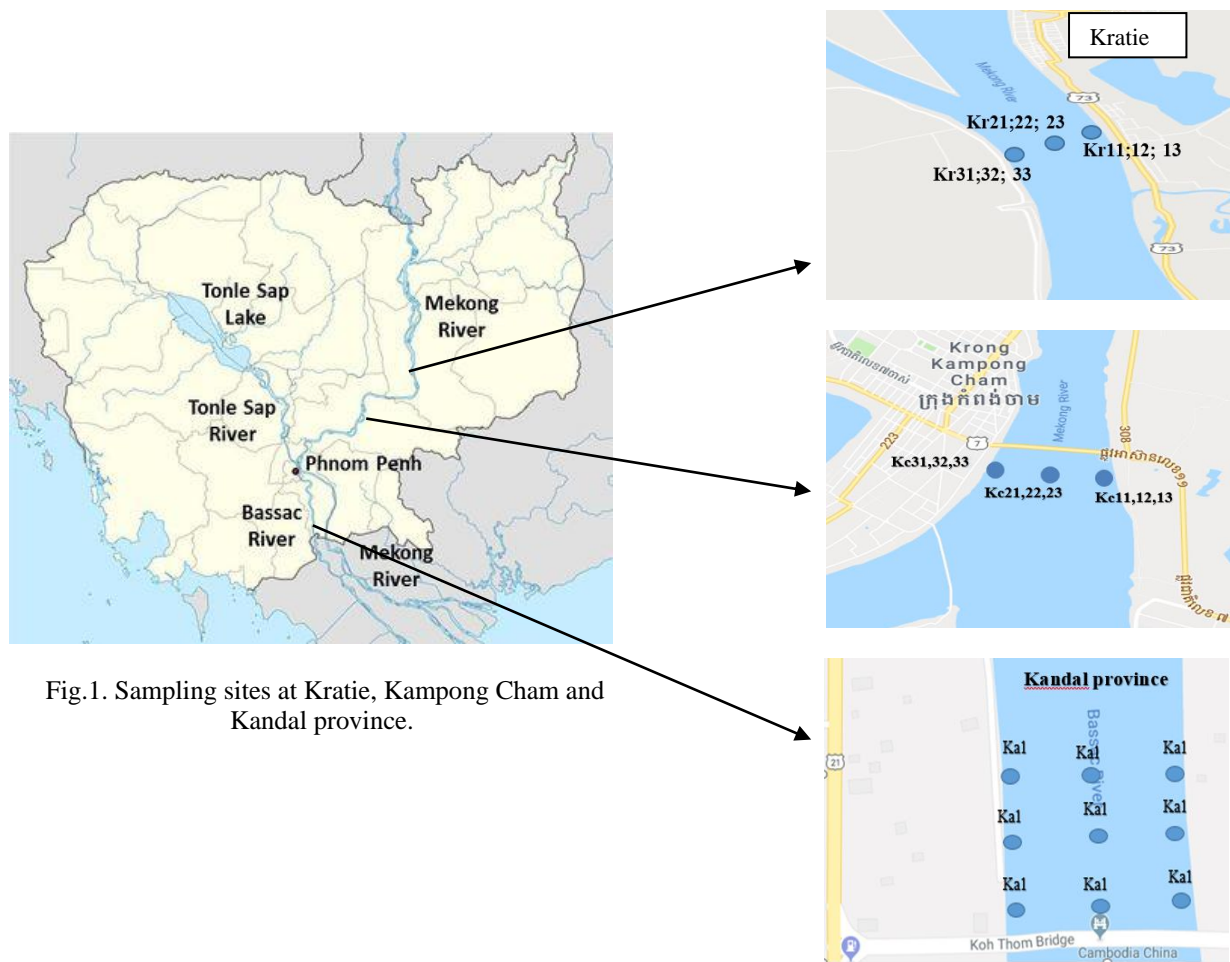 Tonle Sap
Lake
Mekong
River
Tonle Sap
River
Phnom Penh
Bassac
River
Mekong
River
Fig.1. Sampling sites at Kratie, Kampong Cham and
Kandal province.
Kratie
Mekong River
73
Kr21;22; 23
Kr11;12; 13
Kr31;32; 33
73
Krong
Kampong
Cham
ក្រុងកំពង់ចាម
Mekong River
308
223
7
Kc31,32,33
Kc21,22,23
Kc11,12,13
Kandal province
Bassac River
21
Ka1
Ka1
Ka1
Ka1
Ka1
Ka1
Ka1
Ka1
Ka1
Koh Thom Bridge
Cambodia China